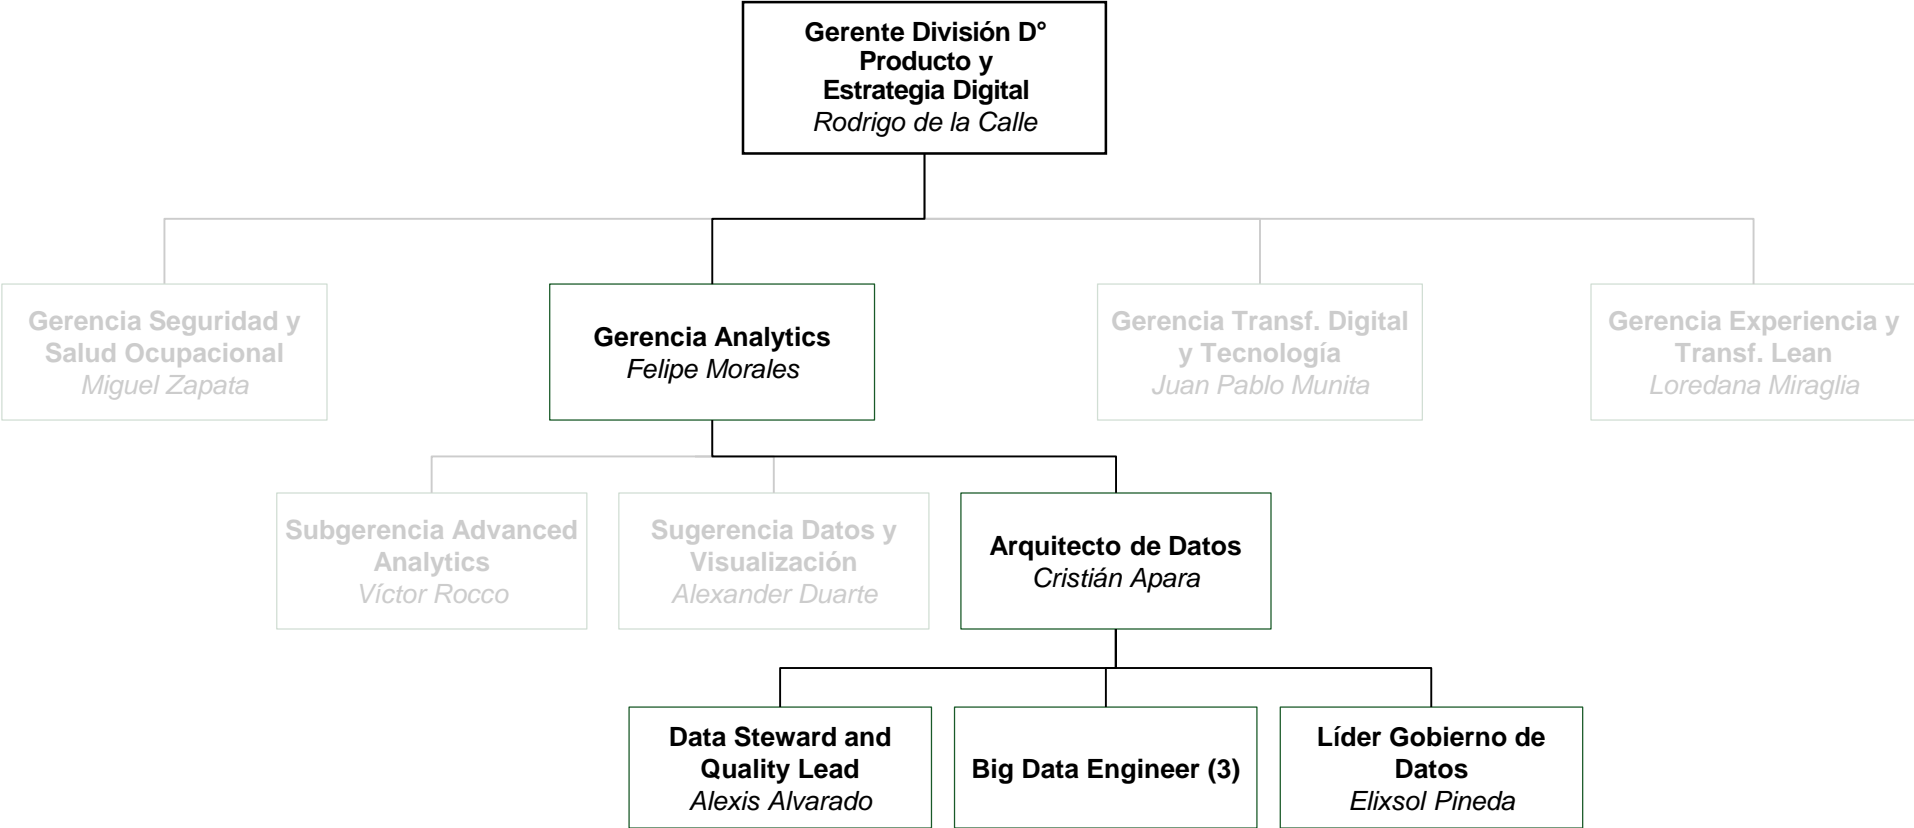 Gerente División D°
Producto y
Estrategia Digital
Rodrigo de la Calle
Gerencia Seguridad y
Salud Ocupacional
Miguel Zapata
Gerencia Analytics
Felipe Morales
Gerencia Transf. Digital
y Tecnología
Juan Pablo Munita
Gerencia Experiencia y
Transf. Lean
Loredana Miraglia
Subgerencia Advanced
Analytics
Víctor Rocco
Sugerencia Datos y
Visualización
Alexander Duarte
Arquitecto de Datos
Cristián Apara
Data Steward and
Quality Lead
Alexis Alvarado
Big Data Engineer (3)
Líder Gobierno de
Datos
Elixsol Pineda